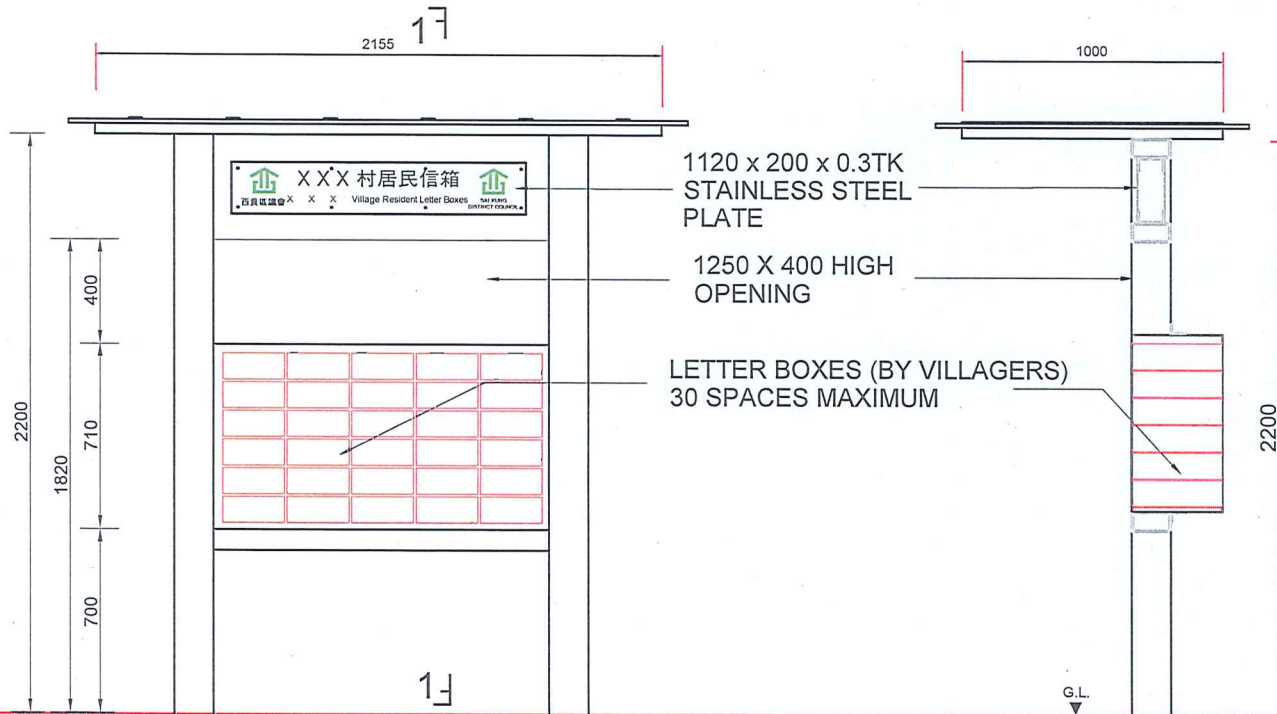 1
2155
1000
XXX 村居民信箱
西貢區議會
X X X Village Resident Letter Boxes
SAI KUNG
DISTRICT COUNCIL
1120 x 200 x 0.3TK
STAINLESS STEEL
PLATE
1250 X 400 HIGH
OPENING
LETTER BOXES (BY VILLAGERS)
30 SPACES MAXIMUM
2200
1820
400
710
700
2200
1
G.L.